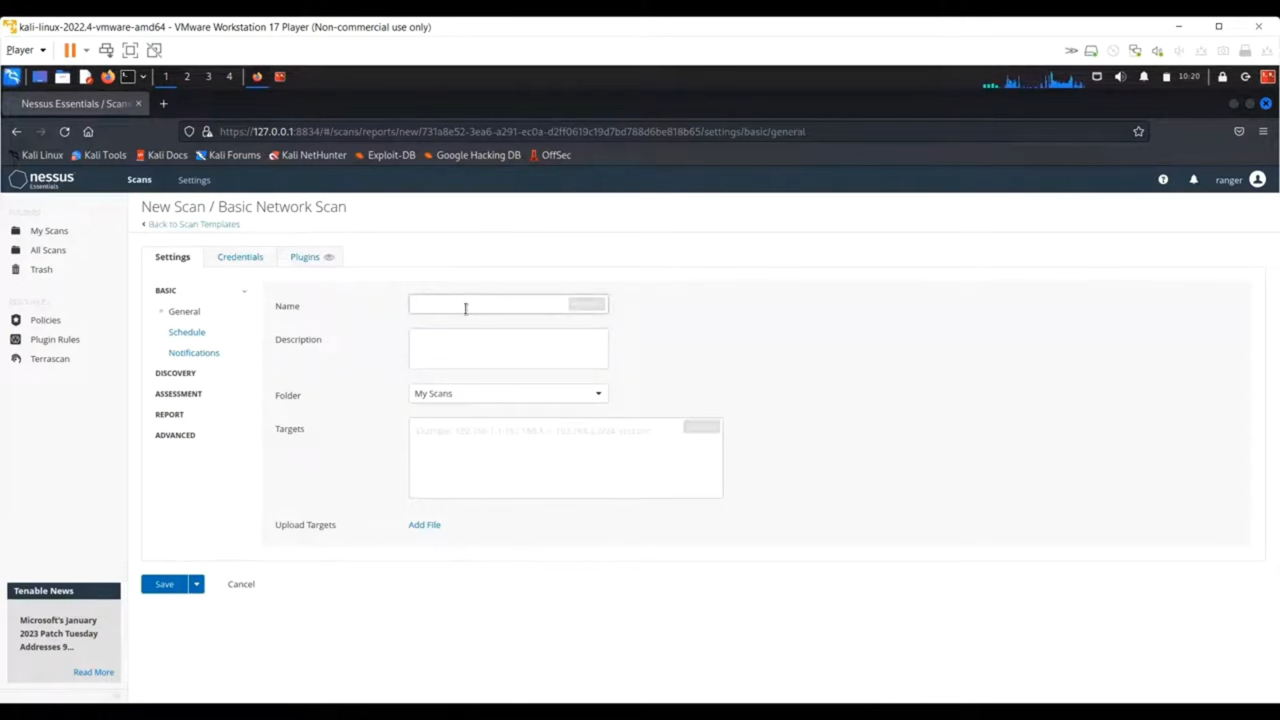 kali-linux-2022.4-vmware-amd64 - VMware Workstation 17 Player (Non-commercial use only)
Player
1 2 3 4
10:20
Nessus Essentials / Scan
https://127.0.0.1:8834/#/scans/reports/new/731a8e52-3ea6-a291-ec0a-d2ff0619c19d7bd788d6be818b65/settings/basic/general
Kali Linux Kali Tools Kali Docs Kali Forums Kali NetHunter Exploit-DB Google Hacking DB OffSec
nessus
Essentials
Scans Settings
ranger
New Scan / Basic Network Scan
Back to Scan Templates
My Scans
All Scans
Trash
Policies
Plugin Rules
Terrascan
Settings Credentials Plugins
BASIC
General
Schedule
Notifications
DISCOVERY
ASSESSMENT
REPORT
ADVANCED
Name
Description
Folder My Scans
Targets
Upload Targets Add File
Save Cancel
Tenable News
Microsoft's January
2023 Patch Tuesday
Addresses 9...
Read More